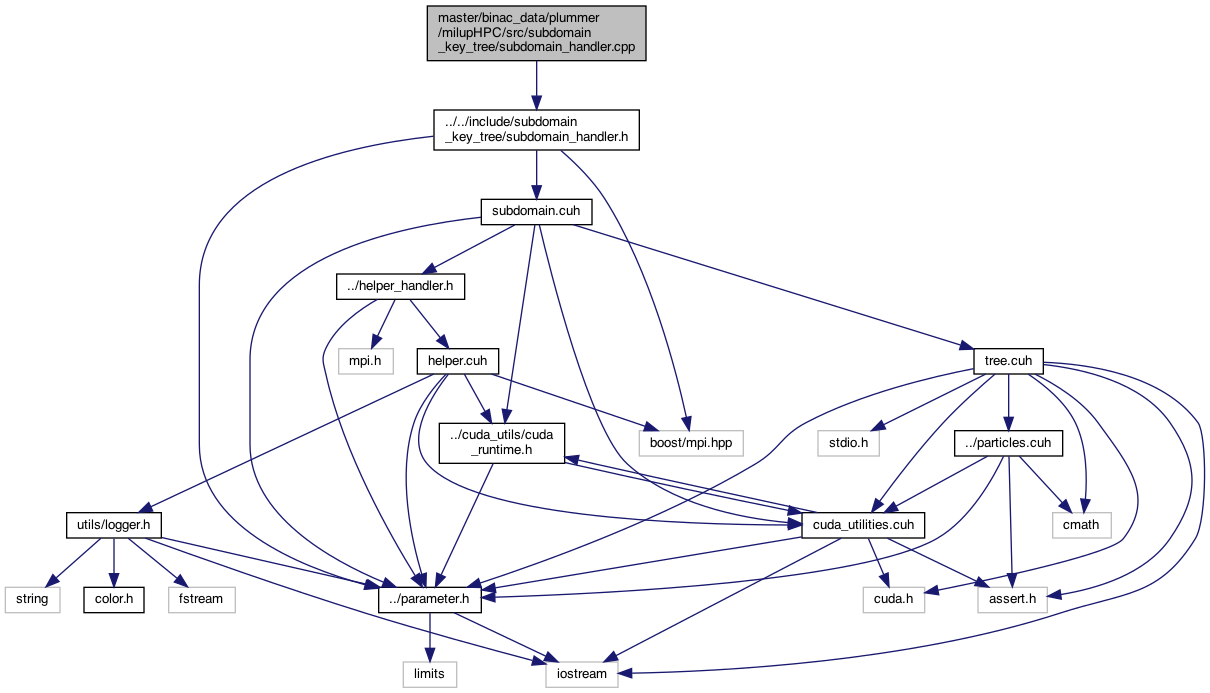 master/binac_data/plummer
/milupHPC/src/subdomain
_key_tree/subdomain_handler.cpp
../../include/subdomain
_key_tree/subdomain_handler.h
subdomain.cuh
../helper_handler.h
mpi.h
helper.cuh
tree.cuh
../cuda_utils/cuda
_runtime.h
boost/mpi.hpp
stdio.h
../particles.cuh
utils/logger.h
cuda_utilities.cuh
cmath
string
color.h
fstream
../parameter.h
cuda.h
assert.h
limits
iostream